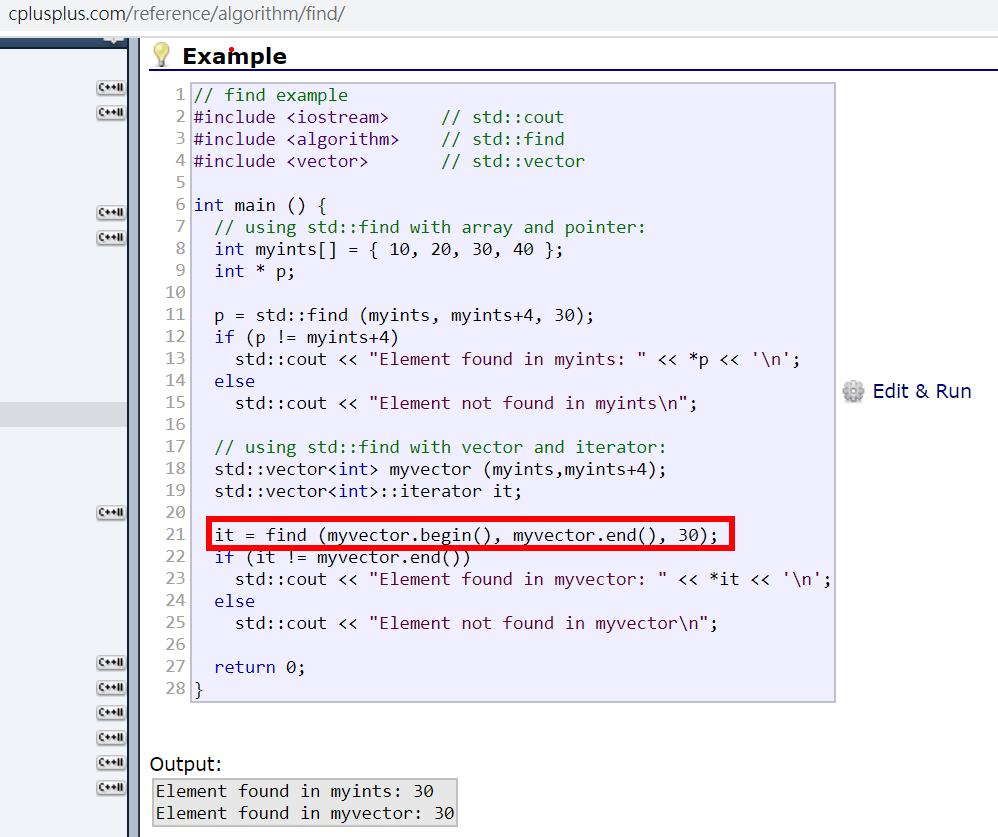 cplusplus.com/reference/algorithm/find/
Example
C++11
C++11
C++11
C++11
C++11
C++11
C++11
C++11
C++11
C++11
C++11
1 // find example
2 #include <iostream>     // std::cout
3 #include <algorithm>    // std::find
4 #include <vector>       // std::vector
5
6 int main () {
7   // using std::find with array and pointer:
8   int myints[] = { 10, 20, 30, 40 };
9   int * p;
10
11   p = std::find (myints, myints+4, 30);
12   if (p != myints+4)
13     std::cout << "Element found in myints: " << *p << '\n';
14   else
15     std::cout << "Element not found in myints\n";
16
17   // using std::find with vector and iterator:
18   std::vector<int> myvector (myints,myints+4);
19   std::vector<int>::iterator it;
20
21   it = find (myvector.begin(), myvector.end(), 30);
22   if (it != myvector.end())
23     std::cout << "Element found in myvector: " << *it << '\n';
24   else
25     std::cout << "Element not found in myvector\n";
26
27   return 0;
28 }
Edit & Run
Output:
Element found in myints: 30
Element found in myvector: 30